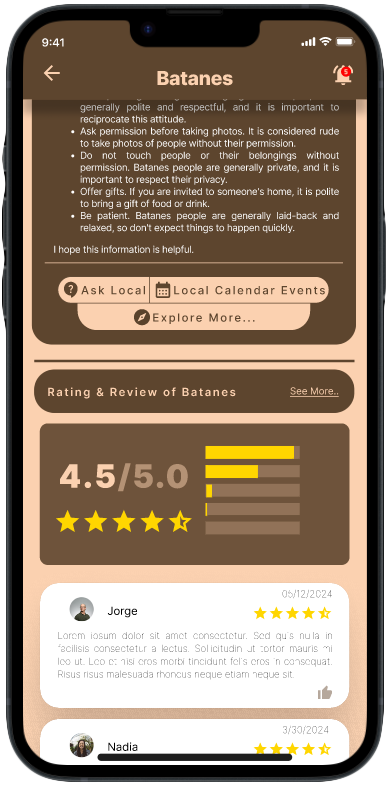 9:41
Batanes
5
generally polite and respectful, and it is important to
reciprocate this attitude.
• Ask permission before taking photos. It is considered rude
to take photos of people without their permission.
• Do not touch people or their belongings without
permission. Batanes people are generally private, and it is
important to respect their privacy.
• Offer gifts. If you are invited to someone's home, it is polite
to bring a gift of food or drink.
• Be patient. Batanes people are generally laid-back and
relaxed, so don't expect things to happen quickly.
I hope this information is helpful.
Ask Local
Local Calendar Events
Explore More...
Rating & Review of Batanes
See More..
4.5/5.0
05/12/2024
Jorge
Lorem ipsum dolor sit amet consectetur. Sed quis nulla in
facilisis consectetur a lectus. Sollicitudin ut tortor mauris mi
leo ut. Leo et nisi eros morbi tincidunt felis eros in consequat.
Risus risus malesuada rhoncus neque etiam neque sit.
3/30/2024
Nadia